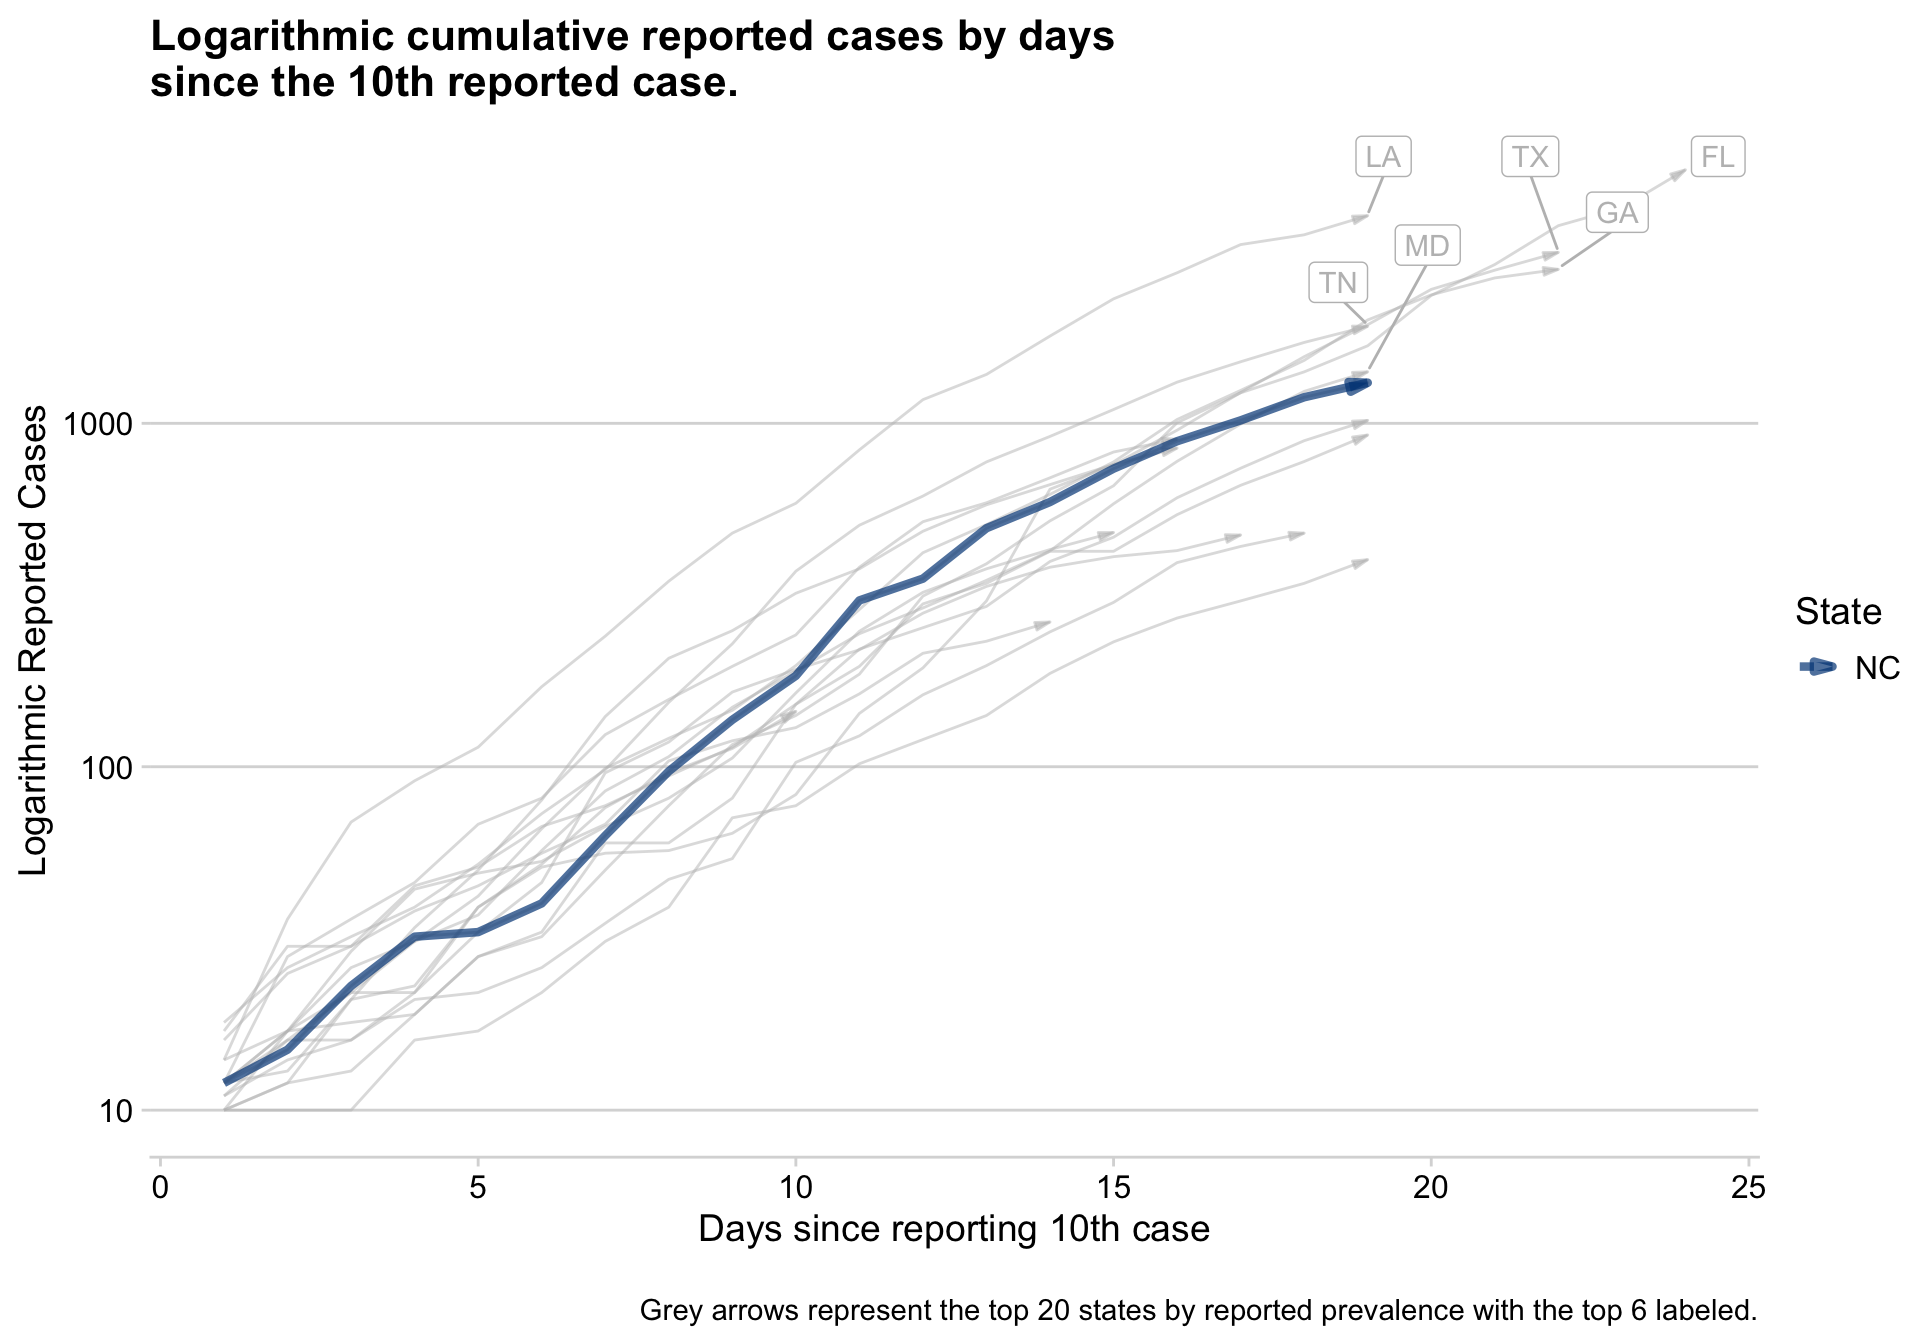 Logarithmic cumulative reported cases by days
since the 10th reported case.
LA
TX
FL
GA
MD
TN
Logarithmic Reported Cases
1000
100
10
State
NC
0 5 10 15 20 25
Days since reporting 10th case
Grey arrows represent the top 20 states by reported prevalence with the top 6 labeled.